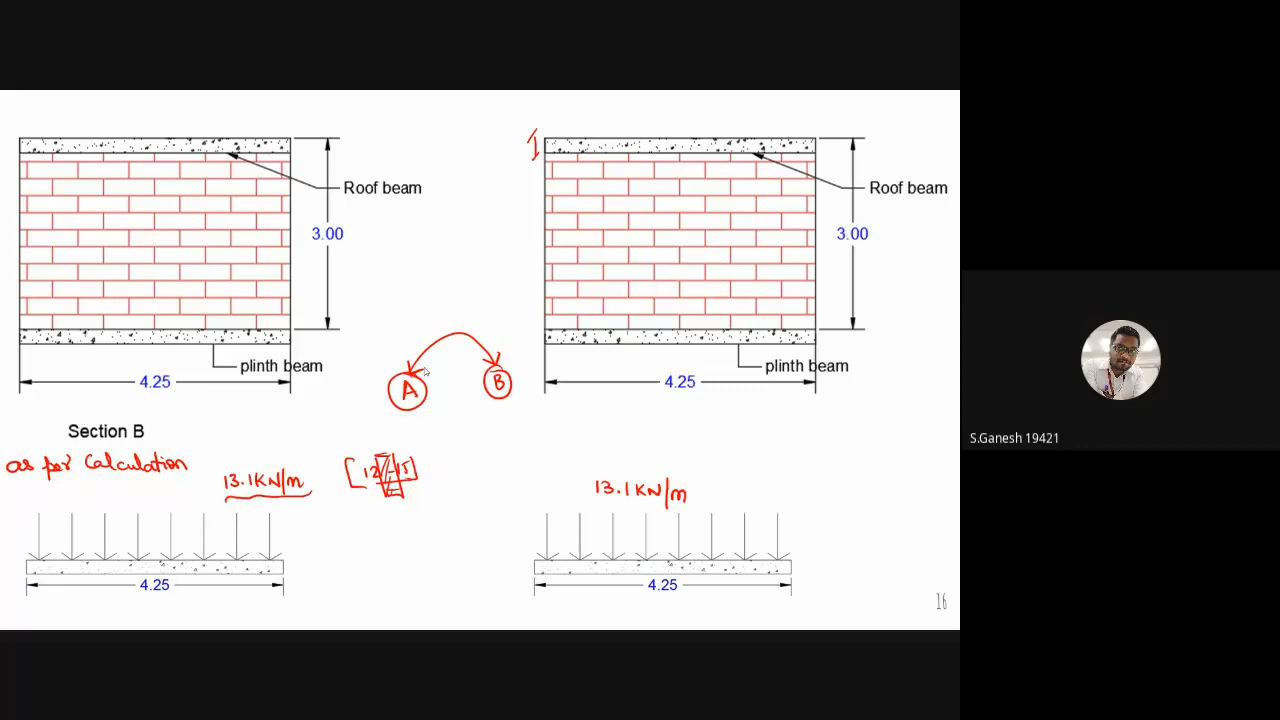 Roof beam
3.00
plinth beam
4.25
I
Roof beam
3.00
plinth beam
4.25
A
B
Section B
as per Calculation
13.1KN/m
13.1KN/m
4.25
4.25
16
S.Ganesh 19421